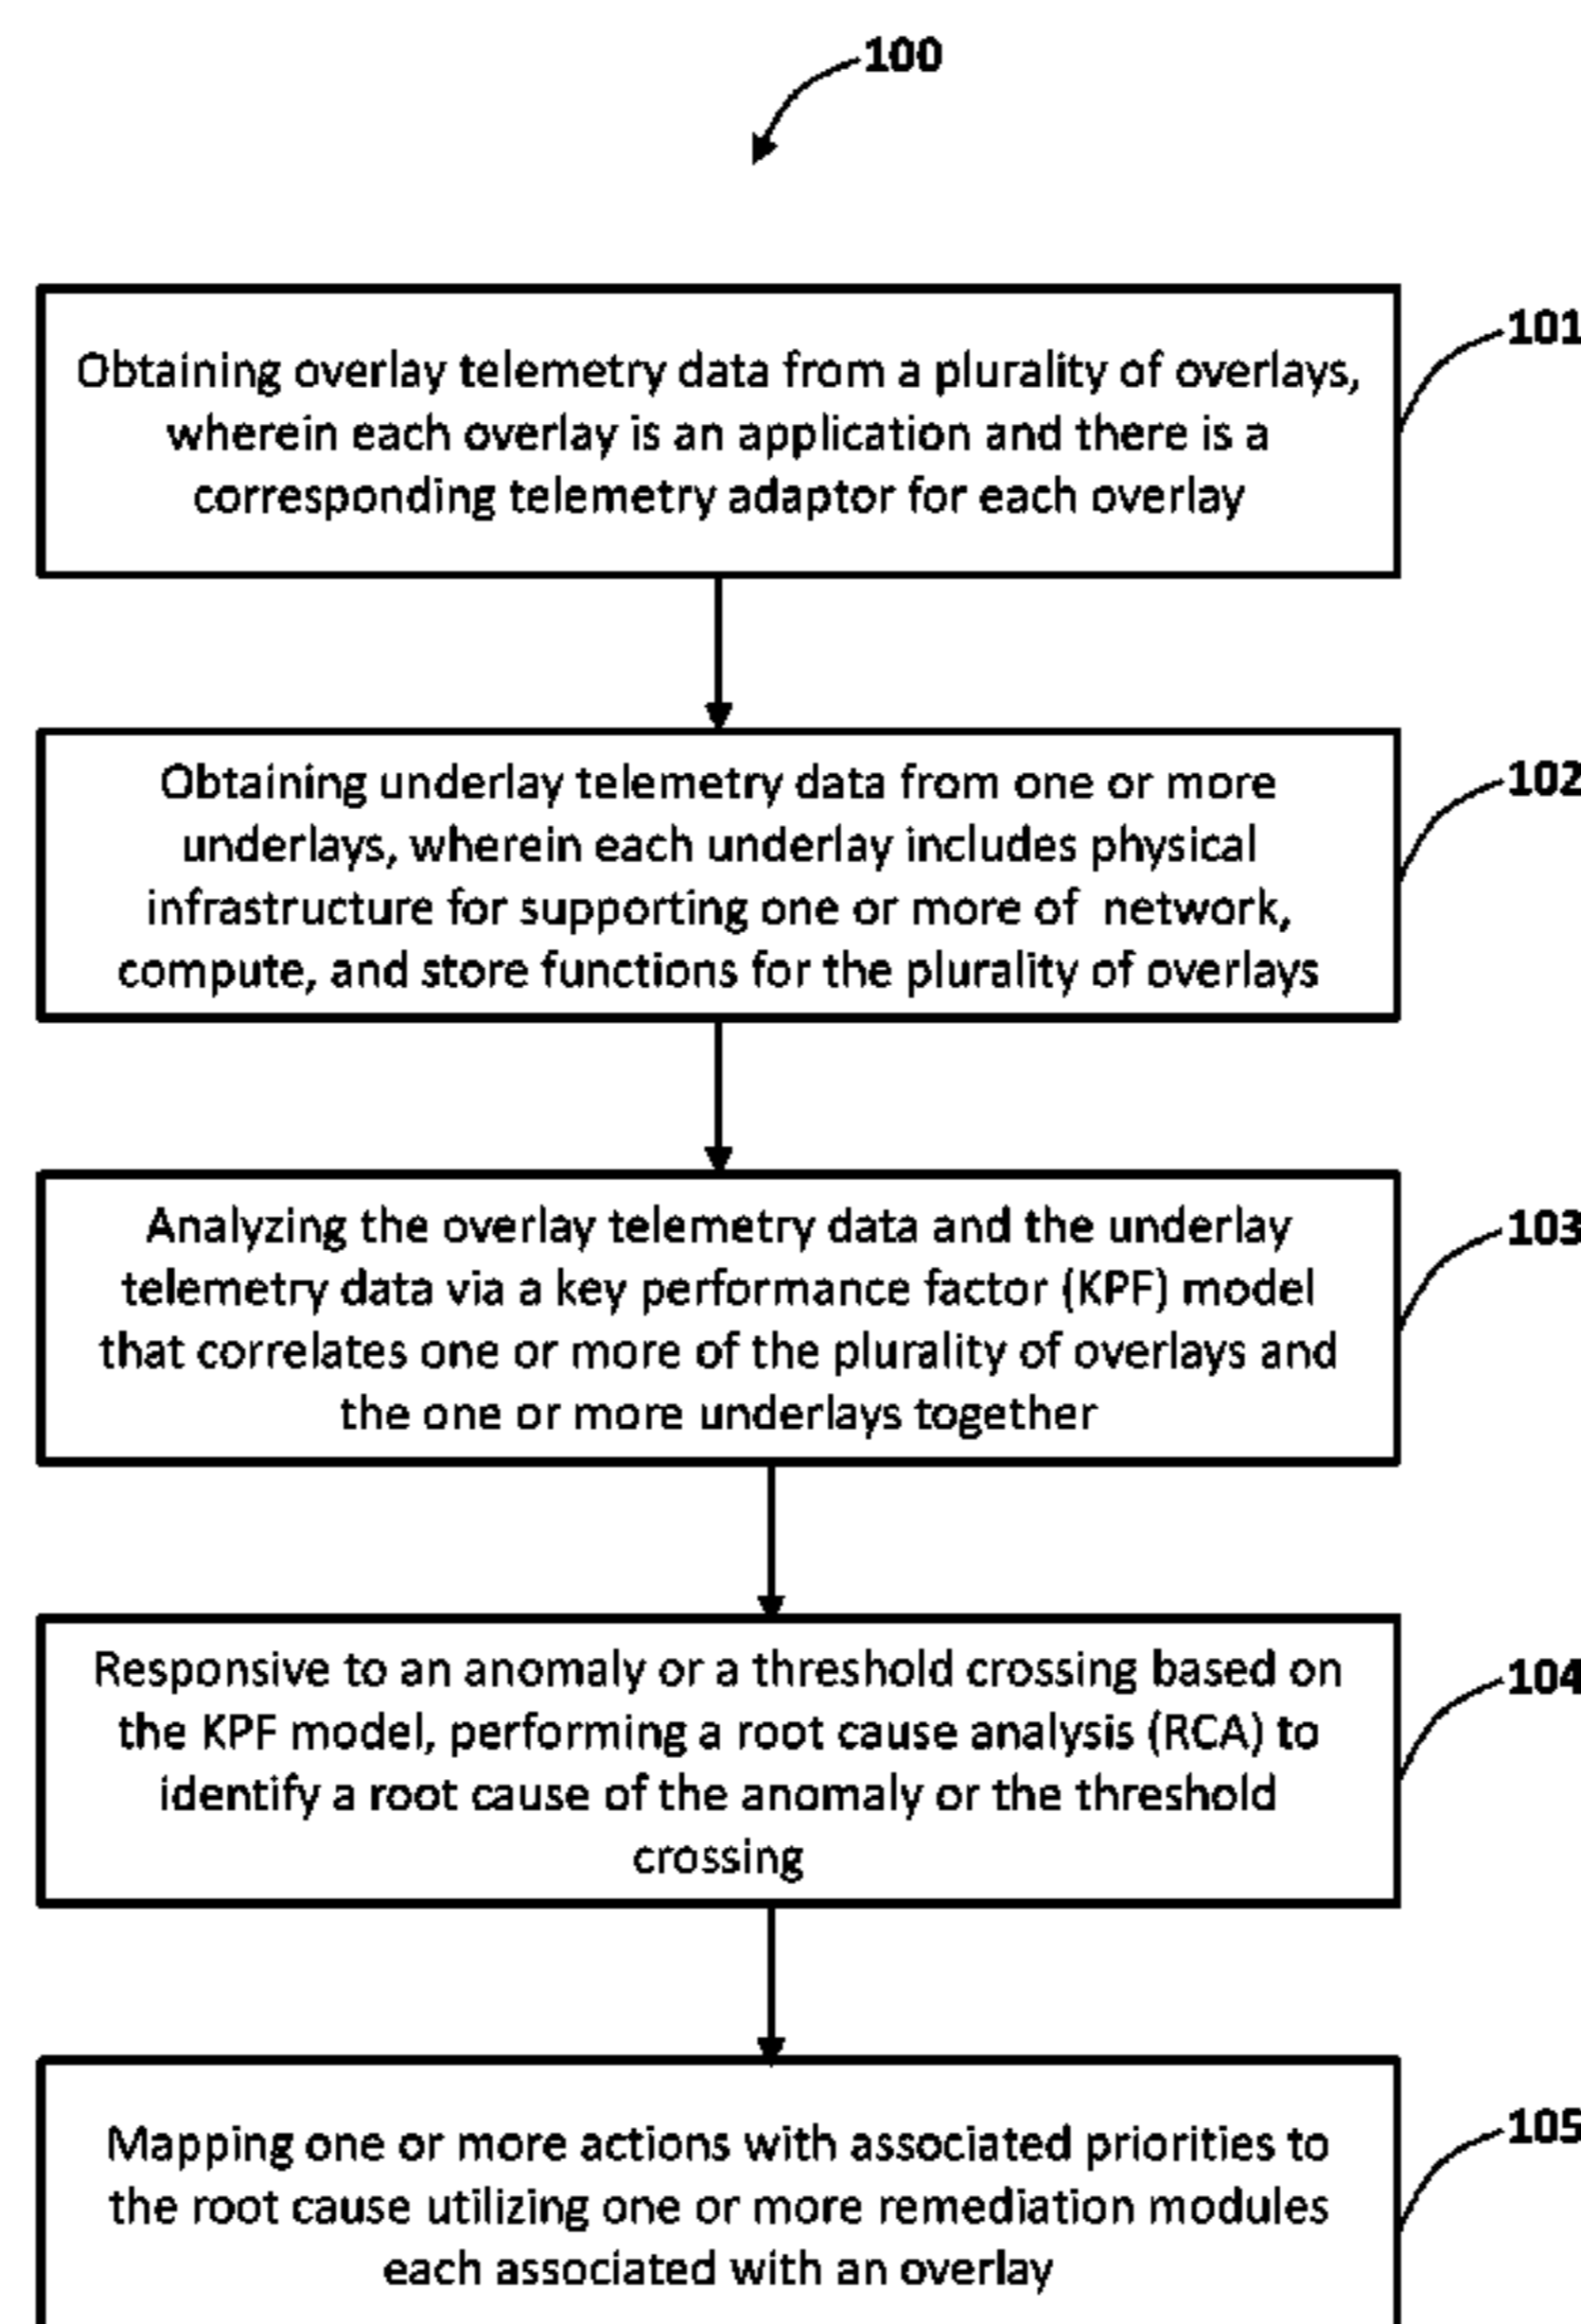 100
101
Obtaining overlay telemetry data from a plurality of overlays,
wherein each overlay is an application and there is a
corresponding telemetry adaptor for each overlay
102
Obtaining underlay telemetry data from one or more
underlays, wherein each underlay includes physical
infrastructure for supporting one or more of network,
compute, and store functions for the plurality of overlays
103
Analyzing the overlay telemetry data and the underlay
telemetry data via a key performance factor (KPF) model
that correlates one or more of the plurality of overlays and
the one or more underlays together
104
Responsive to an anomaly or a threshold crossing based on
the KPF model, performing a root cause analysis (RCA) to
identify a root cause of the anomaly or the threshold
crossing
105
Mapping one or more actions with associated priorities to
the root cause utilizing one or more remediation modules
each associated with an overlay